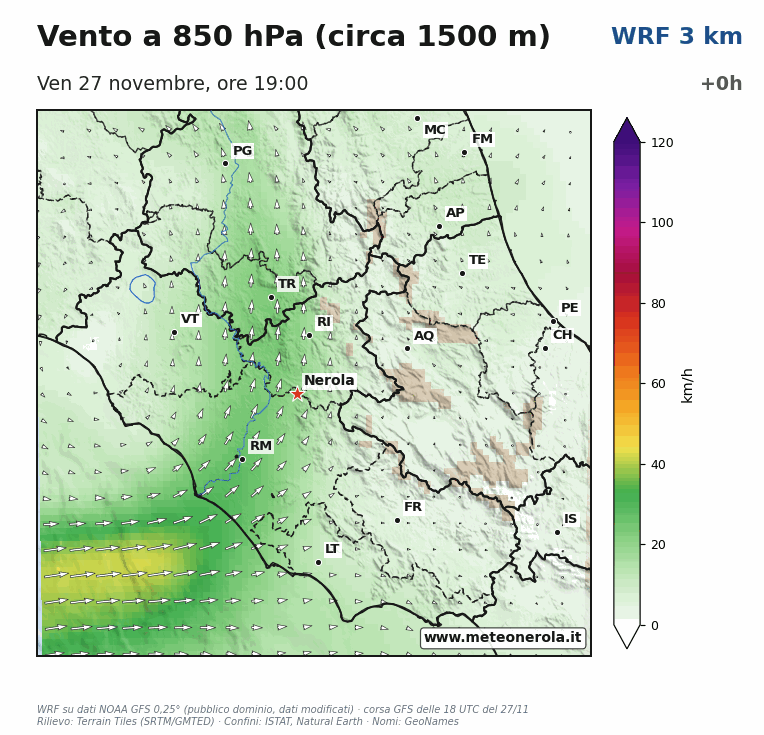 Vento a 850 hPa (circa 1500 m)
WRF 3 km
Ven 27 novembre, ore 19:00
+0h
MC
FM
PG
AP
TE
TR
PE
VT
RI
AQ
CH
Nerola
RM
FR
IS
LT
www.meteonerola.it
120
100
80
60
40
20
0
km/h
WRF su dati NOAA GFS 0,25° (pubblico dominio, dati modificati) · corsa GFS delle 18 UTC del 27/11
Rilievo: Terrain Tiles (SRTM/GMTED) · Confini: ISTAT, Natural Earth · Nomi: GeoNames